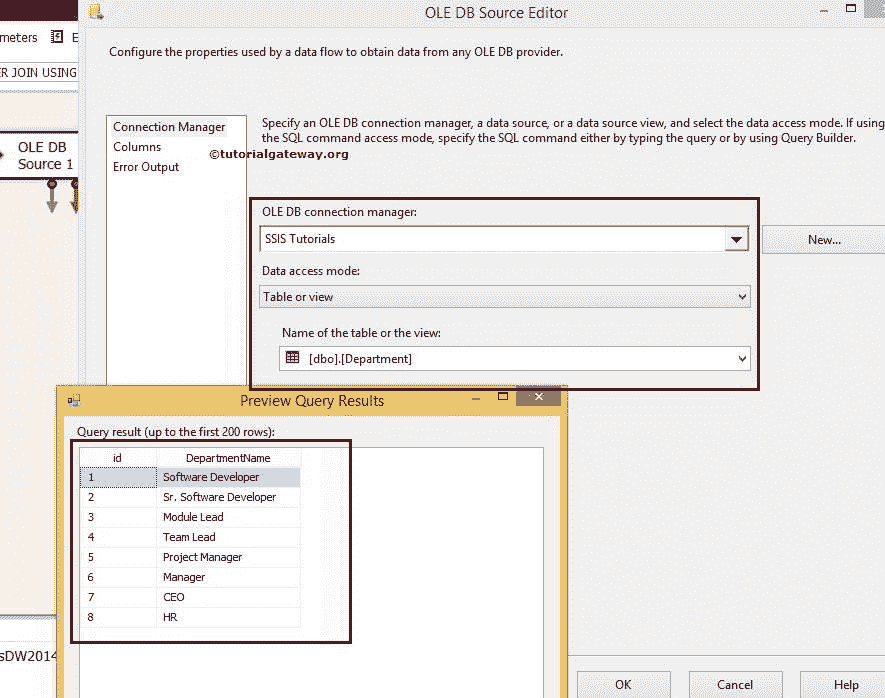 OLE DB Source Editor
meters
E
ER JOIN USING
Configure the properties used by a data flow to obtain data from any OLE DB provider.
Connection Manager
Columns
Error Output
Specify an OLE DB connection manager, a data source, or a data source view, and select the data access mode. If using
the SQL command access mode, specify the SQL command either by typing the query or by using Query Builder.
©tutorialgateway.org
OLE DB
Source 1
OLE DB connection manager:
SSIS Tutorials
New...
Data access mode:
Table or view
Name of the table or the view:
[dbo].[Department]
Preview Query Results
Query result (up to the first 200 rows):
id DepartmentName
1 Software Developer
2 Sr. Software Developer
3 Module Lead
4 Team Lead
5 Project Manager
6 Manager
7 CEO
8 HR
sDW2014
OK Cancel Help